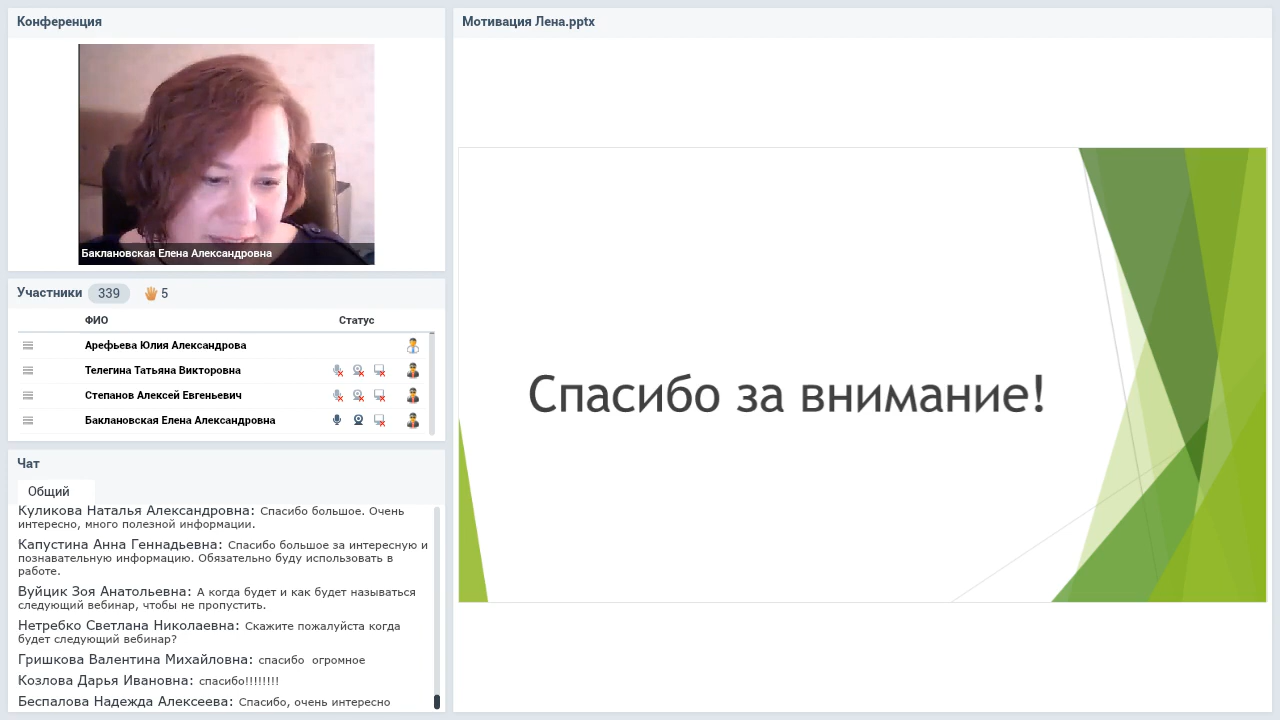 Конференция
Баклановская Елена Александровна
Участники 339 5
ФИО Статус
Арефьева Юлия Александрова
Телегина Татьяна Викторовна
Степанов Алексей Евгеньевич
Баклановская Елена Александровна
Чат
Общий
Куликова Наталья Александровна: Спасибо большое. Очень
интересно, много полезной информации.
Капустина Анна Геннадьевна: Спасибо большое за интересную и
познавательную информацию. Обязательно буду использовать в
работе.
Вуйцик Зоя Анатольевна: А когда будет и как будет называться
следующий вебинар, чтобы не пропустить.
Нетребко Светлана Николаевна: Скажите пожалуйста когда
будет следующий вебинар?
Гришкова Валентина Михайловна: спасибо огромное
Козлова Дарья Ивановна: спасибо!!!!!!!!
Беспалова Надежда Алексеева: Спасибо, очень интересно
Мотивация Лена.pptx
Спасибо за внимание!